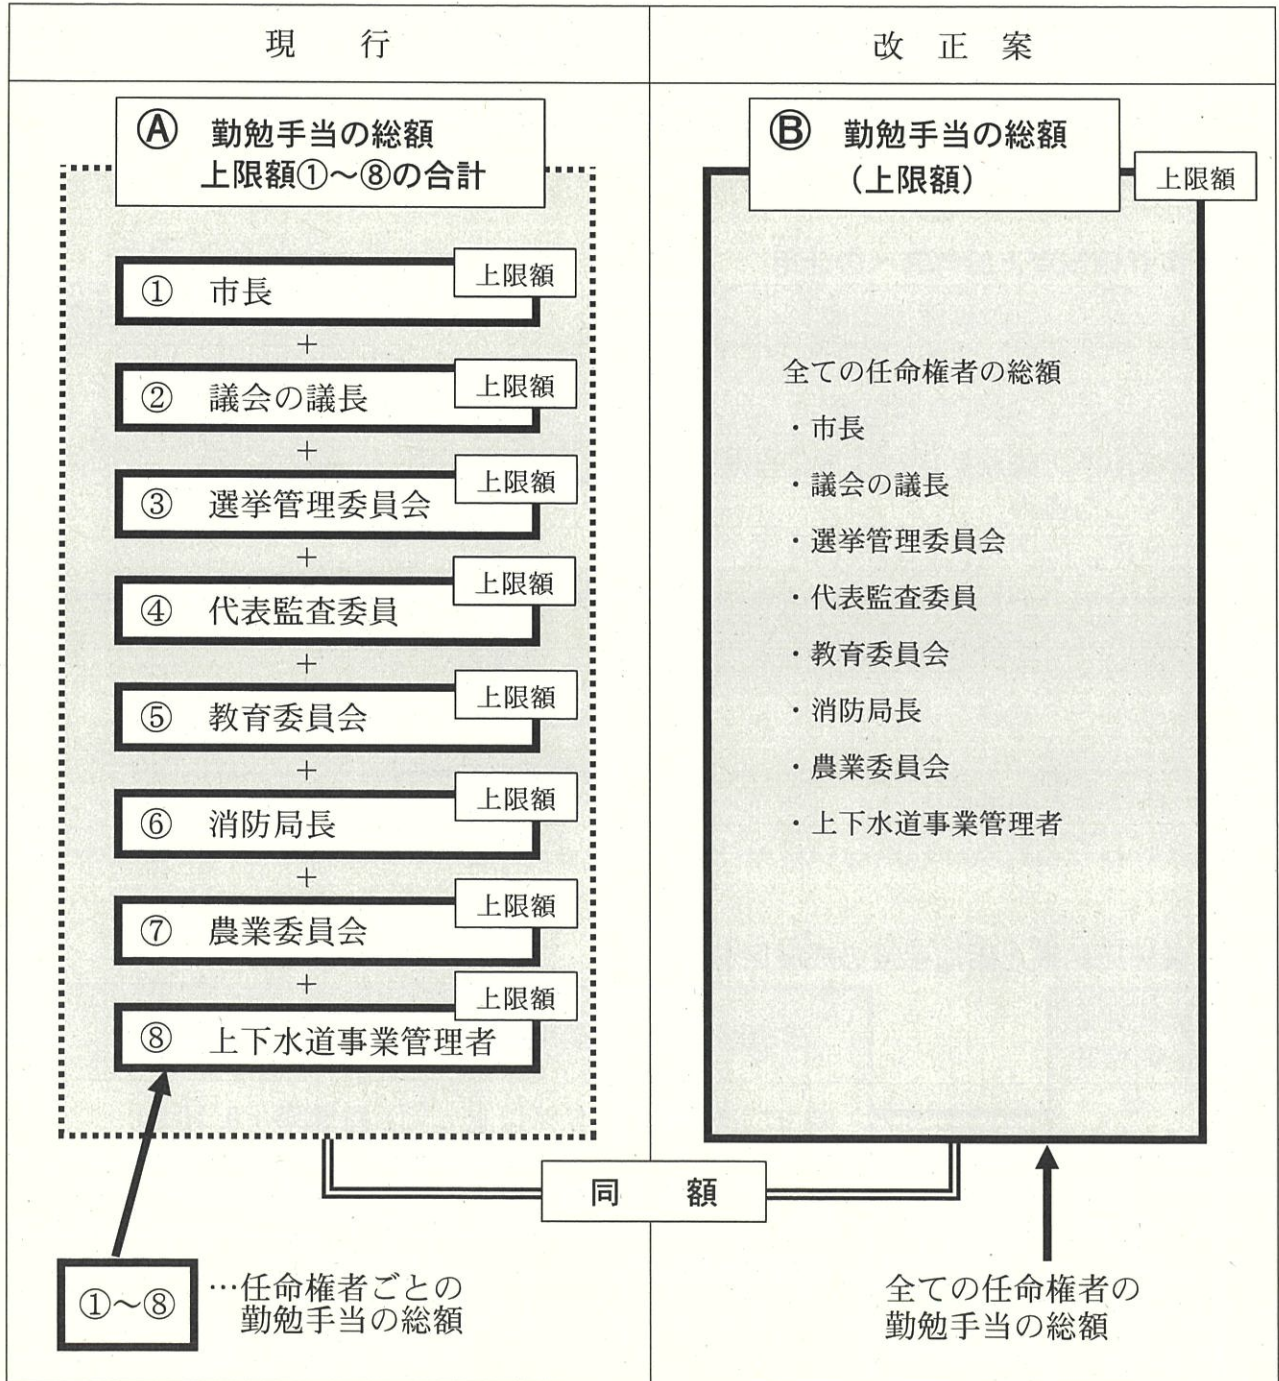 現 行
Ⓐ 勤勉手当の総額
上限額①～⑧の合計
① 市長
上限額
＋
② 議会の議長
上限額
＋
③ 選挙管理委員会
上限額
＋
④ 代表監査委員
上限額
＋
⑤ 教育委員会
上限額
＋
⑥ 消防局長
上限額
＋
⑦ 農業委員会
上限額
＋
⑧ 上下水道事業管理者
上限額
①～⑧
…任命権者ごとの
勤勉手当の総額
同 額
改 正 案
Ⓑ 勤勉手当の総額
（上限額）
上限額
全ての任命権者の総額
・市長
・議会の議長
・選挙管理委員会
・代表監査委員
・教育委員会
・消防局長
・農業委員会
・上下水道事業管理者
全ての任命権者の
勤勉手当の総額